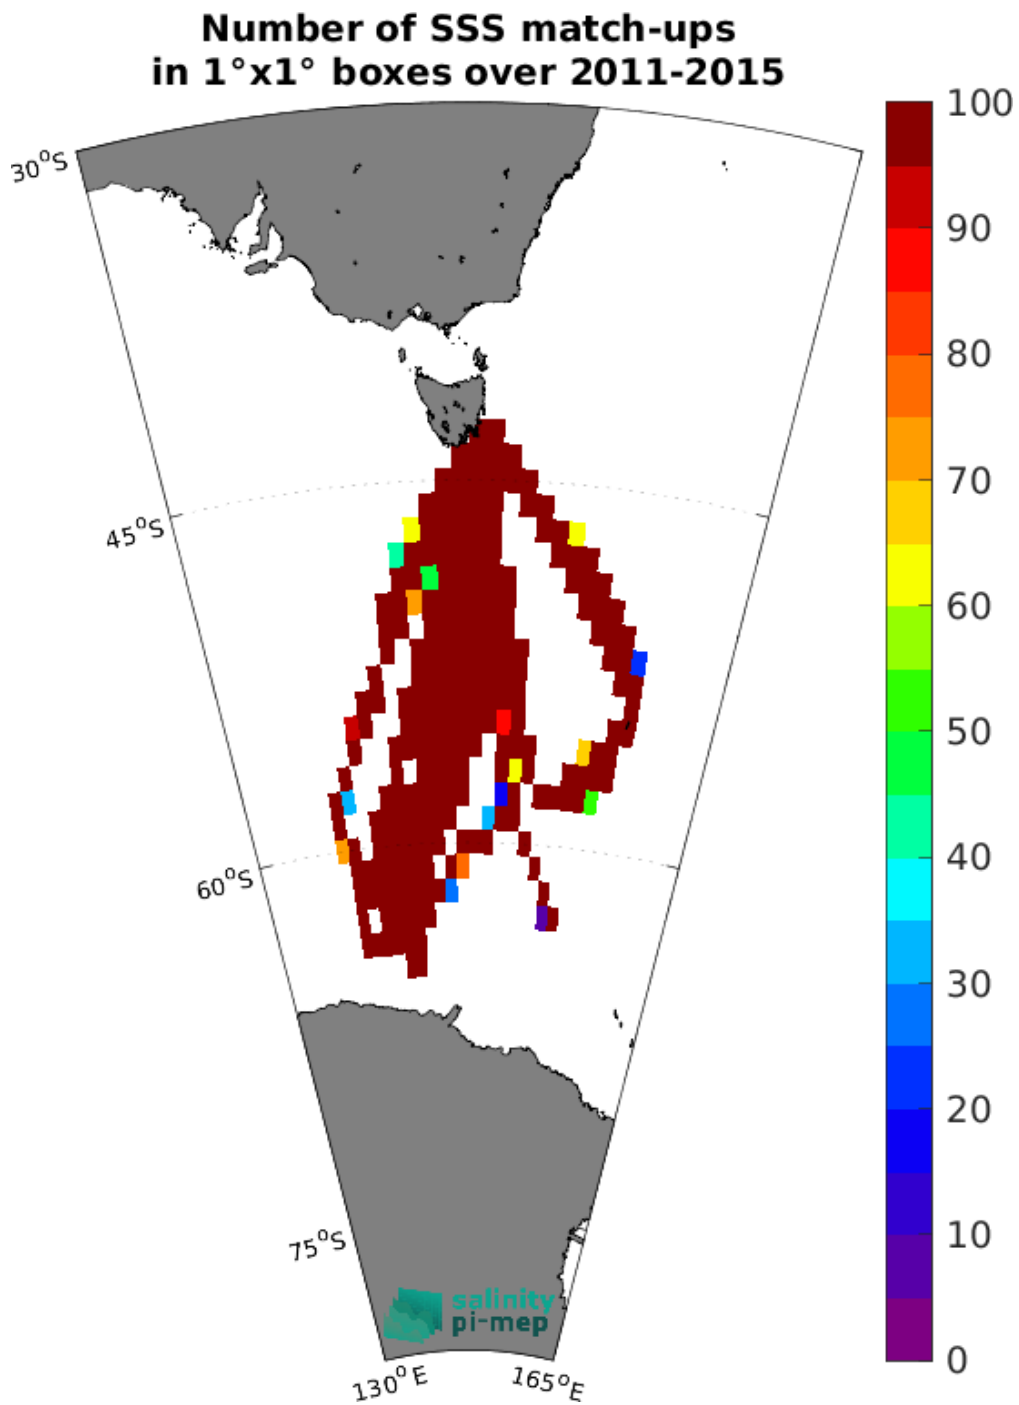 Number of SSS match-ups
in 1°x1° boxes over 2011-2015
100
30°S
90
80
70
45°S
60
50
40
60°S
30
20
10
75°S
salinity
pi-mep
0
130°E
165°E